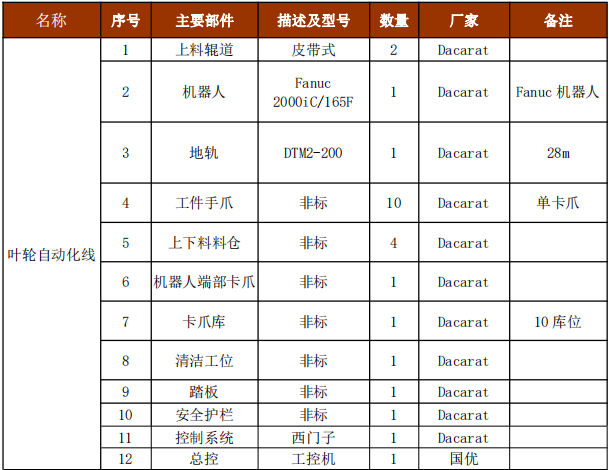 名称 序号 主要部件 描述及型号 数量 厂家 备注
叶轮自动化线
1 上料辊道 皮带式 2 Dacarat
2 机器人 Fanuc 2000iC/165F 1 Dacarat Fanuc 机器人
3 地轨 DTM2-200 1 Dacarat 28m
4 工件手爪 非标 10 Dacarat 单卡爪
5 上下料料仓 非标 4 Dacarat
6 机器人端部卡爪 非标 1 Dacarat
7 卡爪库 非标 1 Dacarat 10 库位
8 清洁工位 非标 1 Dacarat
9 踏板 非标 1 Dacarat
10 安全护栏 非标 1 Dacarat
11 控制系统 西门子 1 Dacarat
12 总控 工控机 1 国优